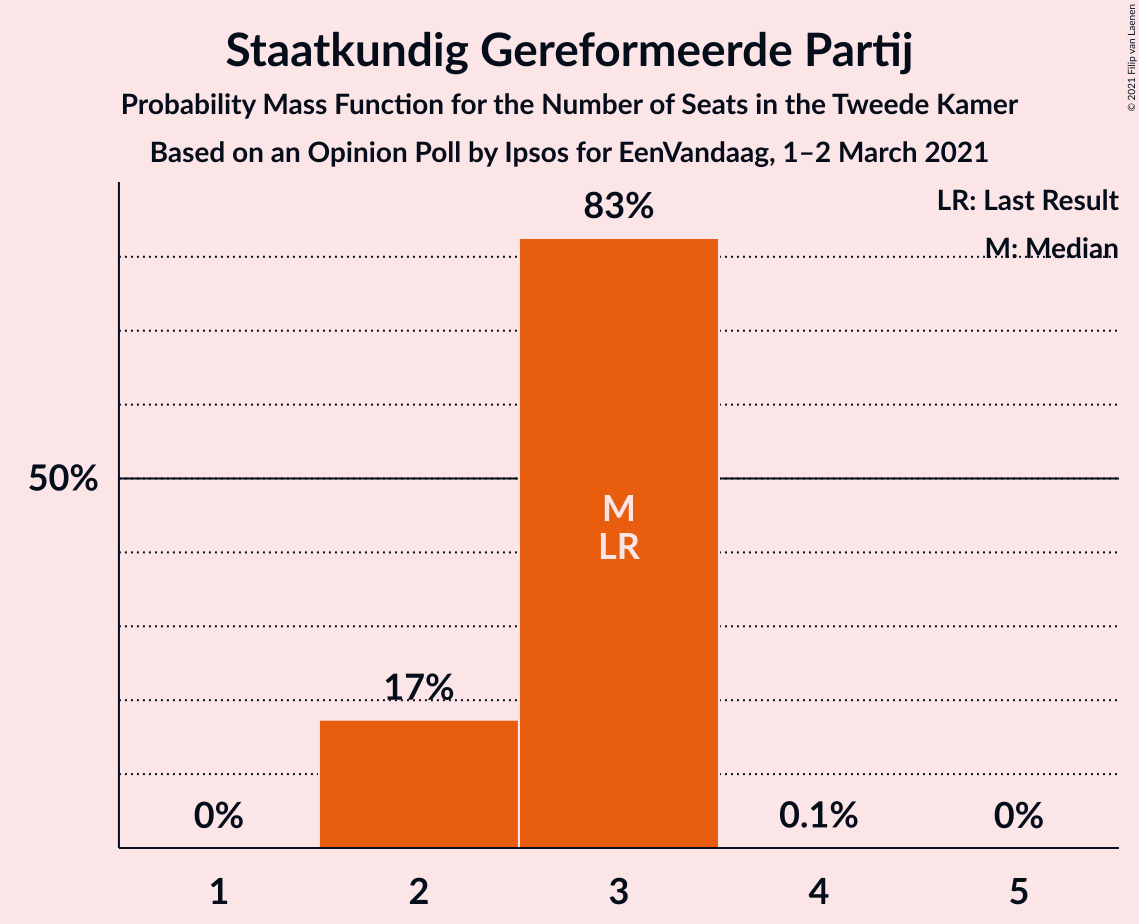 Staatkundig Gereformeerde Partij
Probability Mass Function for the Number of Seats in the Tweede Kamer
Based on an Opinion Poll by Ipsos for EenVandaag, 1–2 March 2021
© 2021 Filip van Laenen
LR: Last Result
M: Median
83%
50%
M
LR
17%
0%
0.1%
0%
1
2
3
4
5